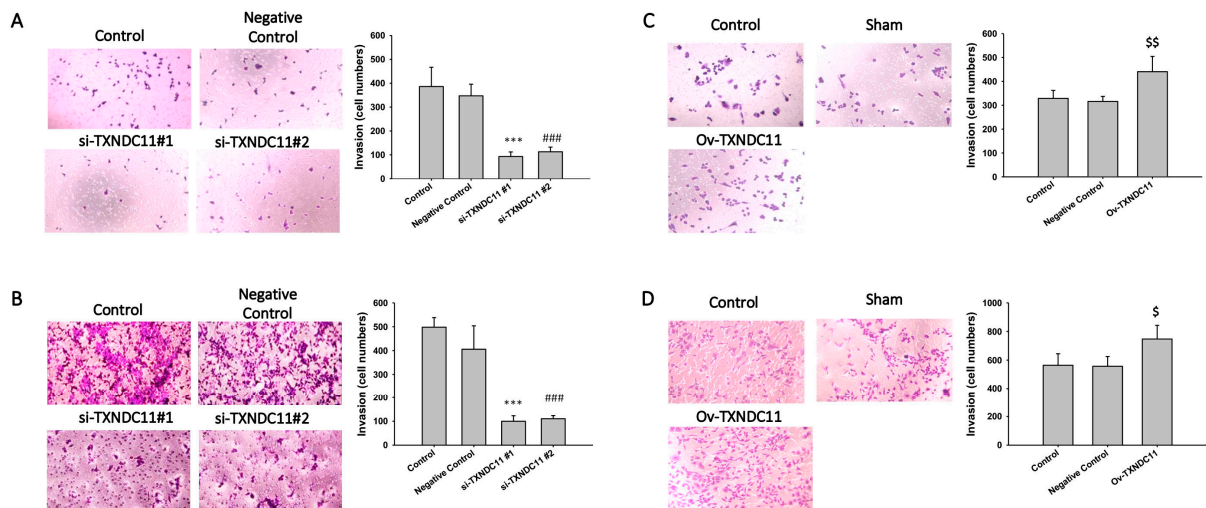 A
Control
Negative
Control
si-TXNDC11#1
si-TXNDC11#2
Invasion (cell numbers)
600
500
400
300
200
100
0
***
###
Control
Negative Control
si-TXNDC11 #1
si-TXNDC11 #2
C
Control
Sham
Ov-TXNDC11
Invasion (cell numbers)
600
500
400
300
200
100
0
$$
Control
Negative Control
Ov-TXNDC11
B
Control
Negative
Control
si-TXNDC11#1
si-TXNDC11#2
Invasion (cell numbers)
600
500
400
300
200
100
0
***
###
Control
Negative Control
si-TXNDC11 #1
si-TXNDC11 #2
D
Control
Sham
Ov-TXNDC11
Invasion (cell numbers)
1000
800
600
400
200
0
$
Control
Negative Control
Ov-TXNDC11